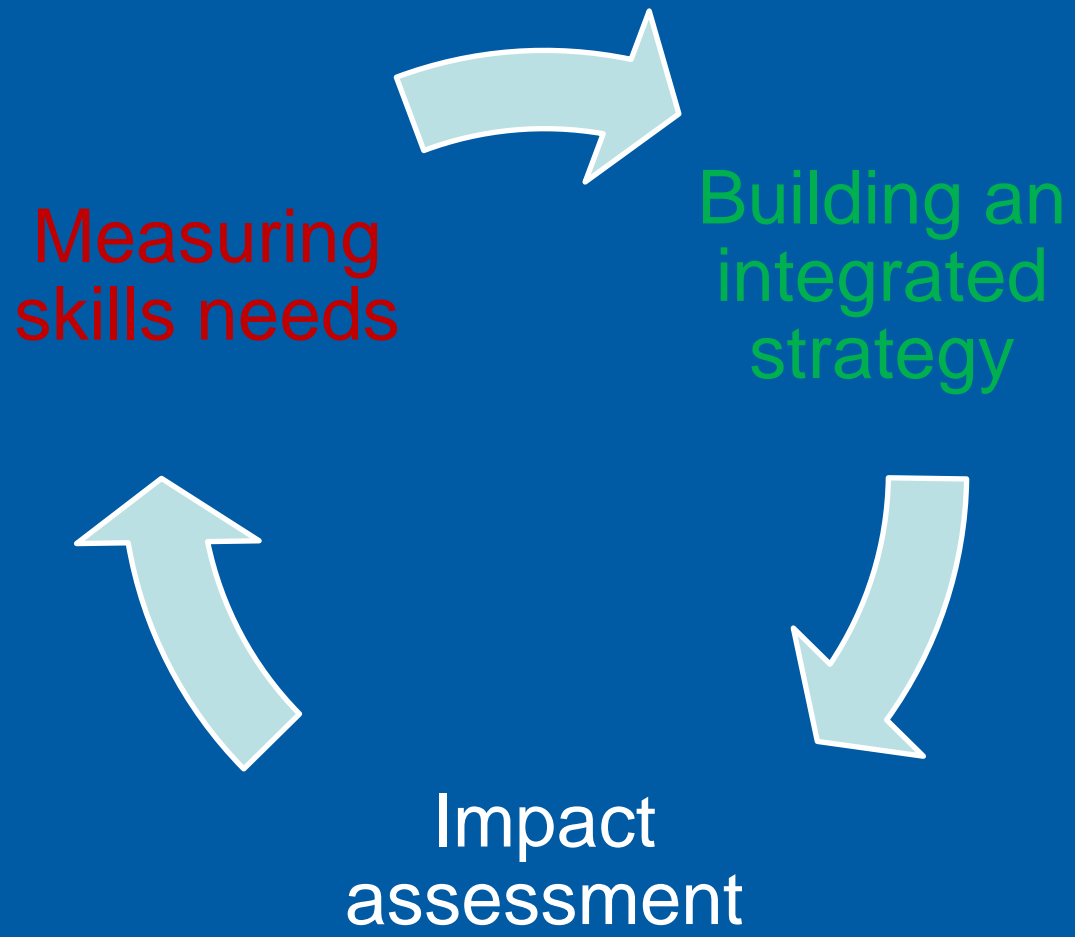 Measuring
skills needs
Building an
integrated
strategy
Impact
assessment